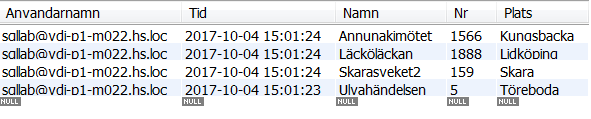 Användarnamn Tid Namn Nr Plats
sqllab@vdi-p1-m022.hs.loc 2017-10-04 15:01:24 Annunakimötet 1566 Kungsbacka
sqllab@vdi-p1-m022.hs.loc 2017-10-04 15:01:24 Läcköläckan 1888 Lidköping
sqllab@vdi-p1-m022.hs.loc 2017-10-04 15:01:24 Skarasveket2 159 Skara
sqllab@vdi-p1-m022.hs.loc 2017-10-04 15:01:23 Ulvahändelsen 5 Töreboda
NULL NULL NULL NULL NULL